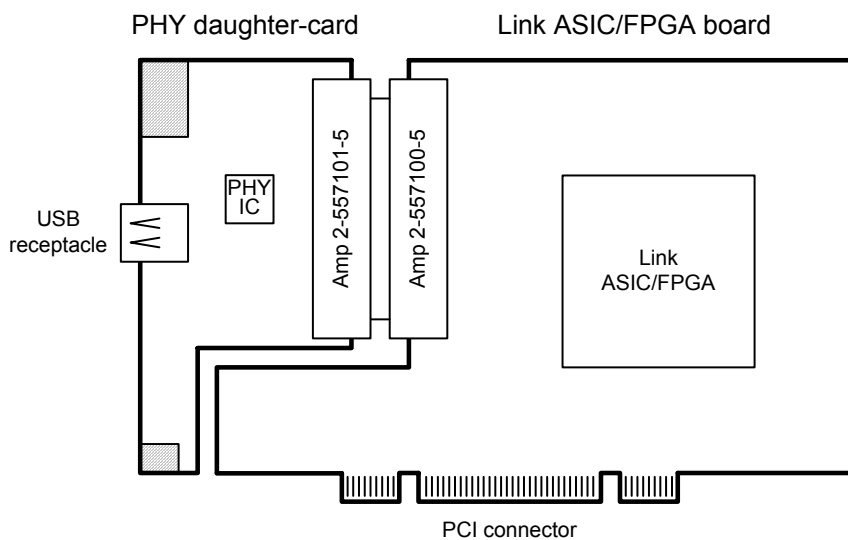 PHY daughter-card
Link ASIC/FPGA board
Amp 2-557101-5
Amp 2-557100-5
PHY
IC
USB
receptacle
Link
ASIC/FPGA
PCI connector